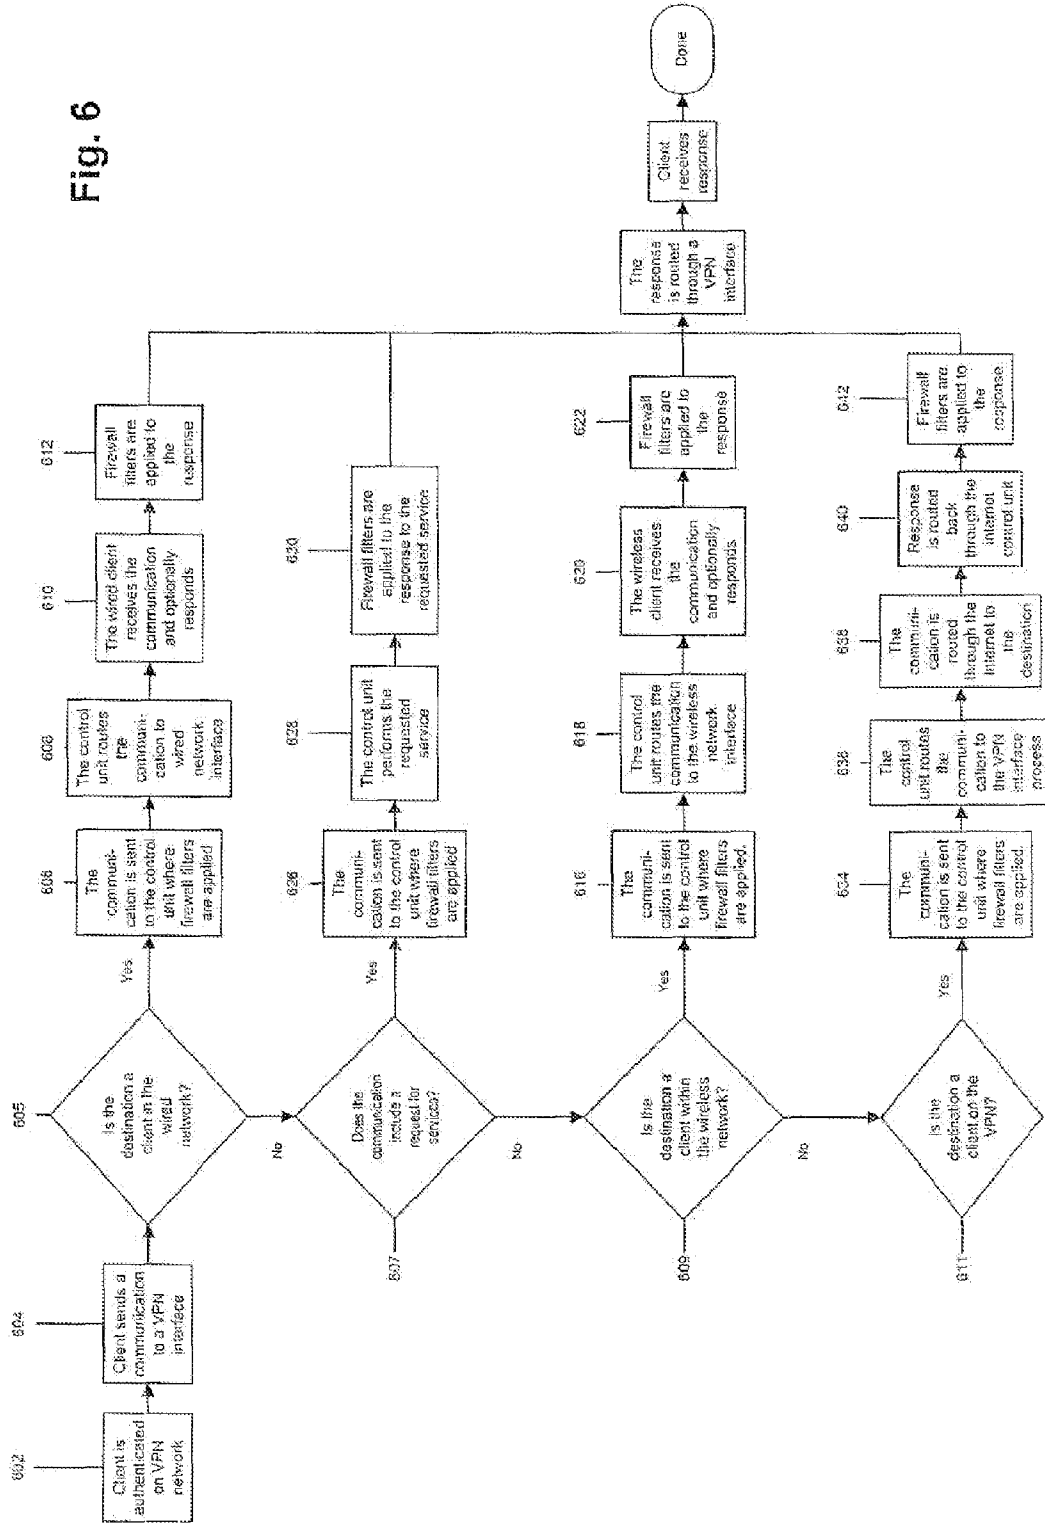 Fig. 6
602
Client is
authenticated
on VPN
network
604
Client sends a
communication
to a VPN
interface
605
Is the
destination a
client in the
wired
network?
Yes
No
606
The
communi-
cation is sent
to the control
unit where
firewall filters
are applied
608
The control
unit routes
the
communi-
cation to
wired
network
interface
610
The wired client
receives the
communication
and optionally
responds
612
Firewall
filters are
applied to
the
response
607
Does the
communication
include a
request for
services?
Yes
No
626
The
communi-
cation is sent
to the control
unit where
firewall filters
are applied
628
The control unit
performs the
requested
service
630
Firewall filters are
applied to the
response to the
requested service
609
Is the
destination a
client within
the wireless
network?
Yes
No
616
The
communi-
cation is sent
to the control
unit where
firewall filters
are applied.
618
The control
unit routes the
communication
to the wireless
network
interface
620
The wireless
client receives
the
communication
and optionally
responds
622
Firewall
filters are
applied to
the
response
611
Is the
destination a
client on the
VPN?
Yes
634
The
communi-
cation is sent
to the control
unit where
firewall filters
are applied.
636
The
control
unit routes
the
communi-
cation to
the VPN
interface
process
638
The
communi-
cation is
routed
through the
Internet to
the
destination
640
Response
is routed
back
through the
internet
control unit
642
Firewall
filters are
applied to
the
response.
The
response
is routed
through a
VPN
interface
Client
receives
response
Done